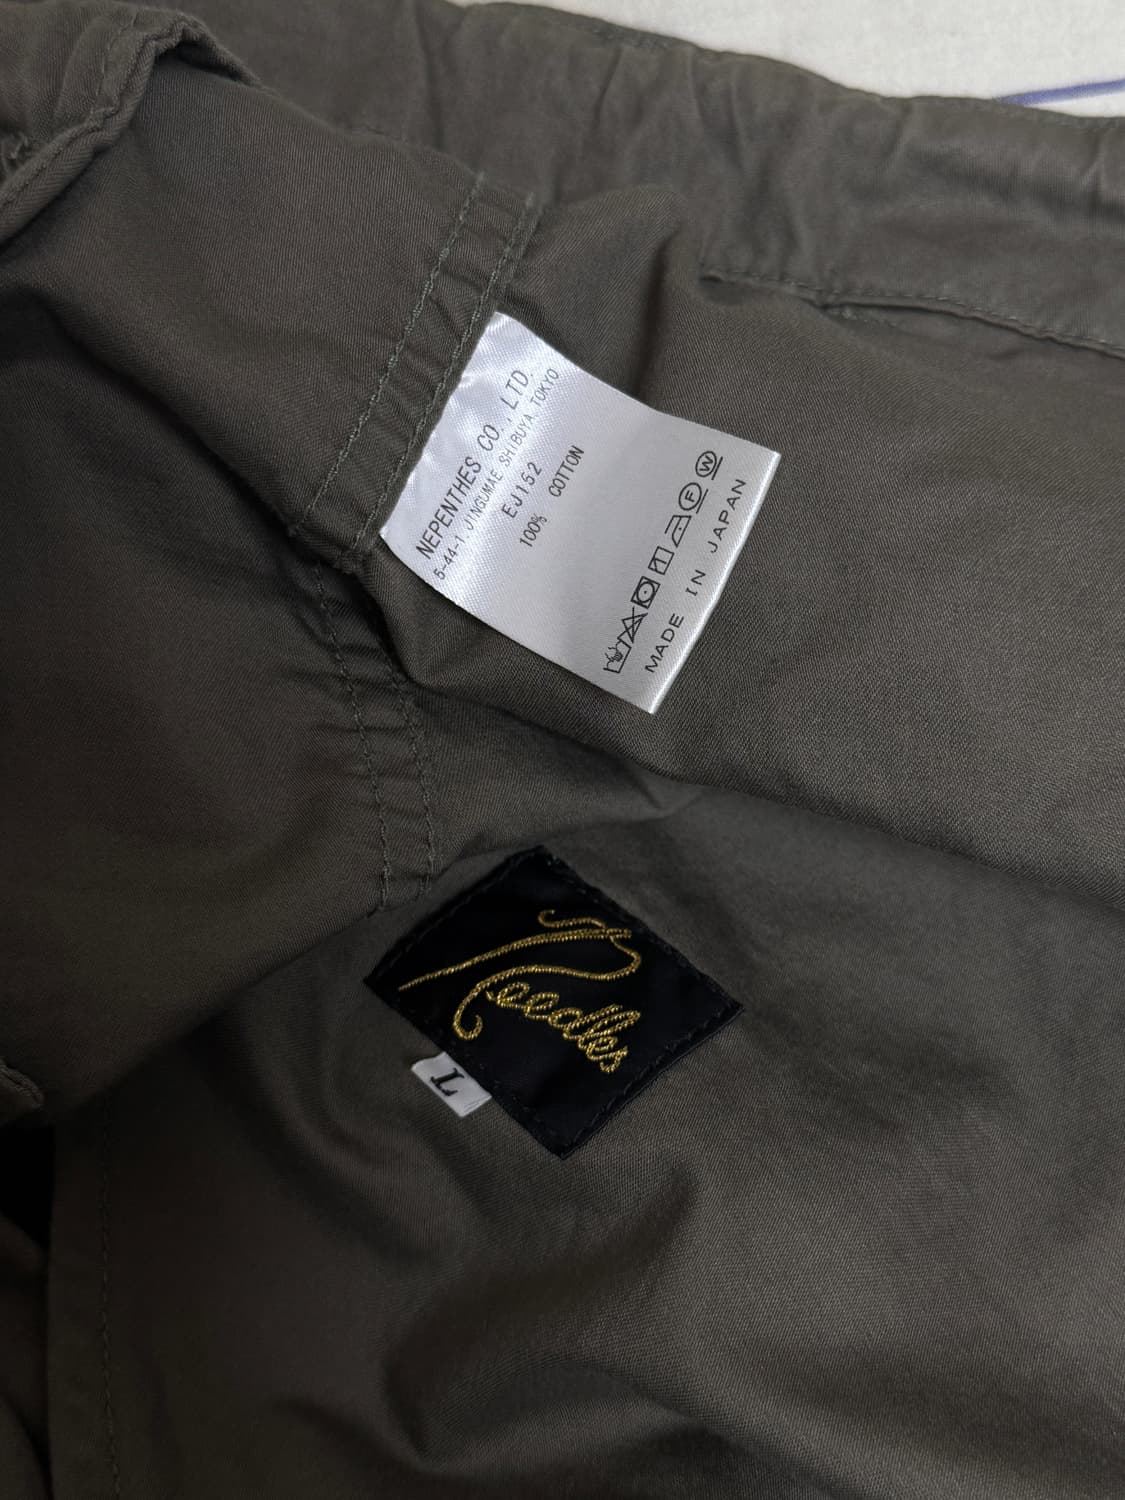 NEPENTHES CO., LTD.
5-44-1 JINGUMAE SHIBUYA TOKYO
EJ152
100% COTTON
F W
MADE IN JAPAN
Needles
L